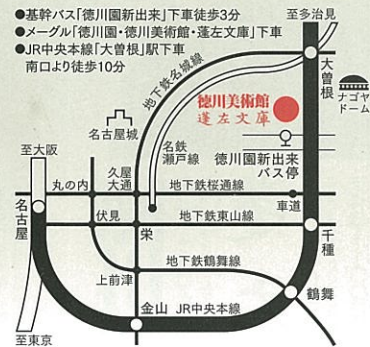 ●基幹バス「徳川園新出来」下車徒歩3分
●メーグル「徳川園・徳川美術館・蓬左文庫」下車
●JR中央本線「大曽根」駅下車
南口より徒歩10分
至多治見
大曽根
ナゴヤ
ドーム
地下鉄名城線
徳川美術館
蓬左文庫
名古屋城
名鉄
瀬戸線
徳川園新出来
バス停
至大阪
久屋
大通
丸の内
地下鉄桜通線
車道
名古屋
伏見
地下鉄東山線
栄
千種
地下鉄鶴舞線
上前津
鶴舞
金山
JR中央本線
至東京